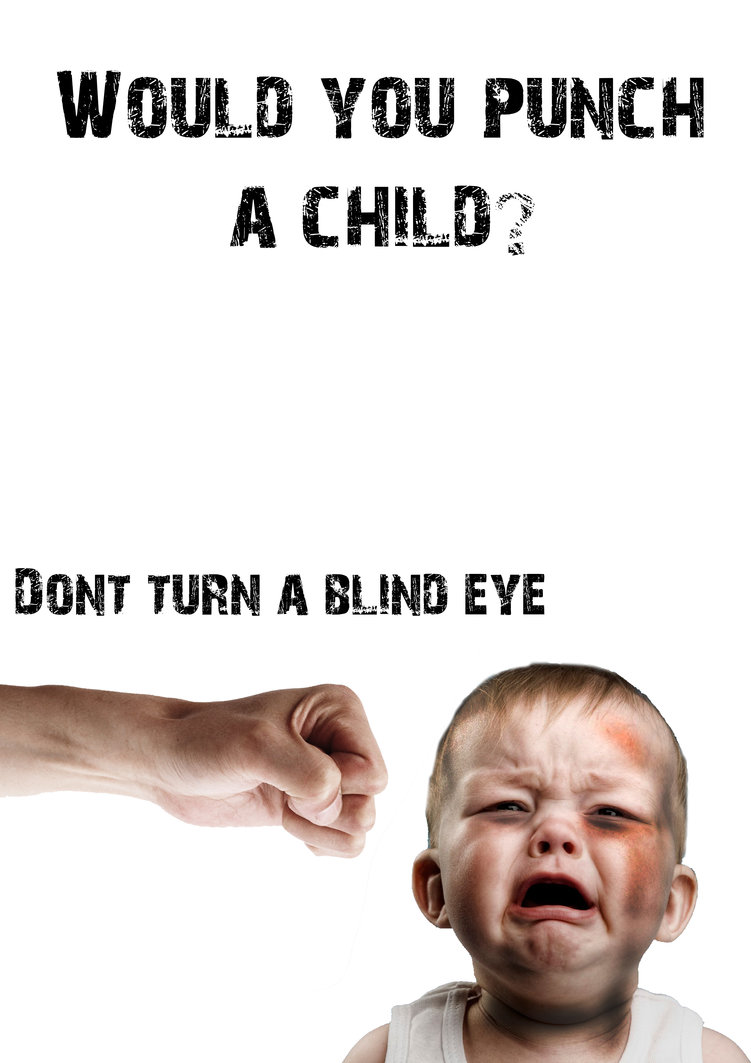 Would you punch
a child?
Dont turn a blind eye